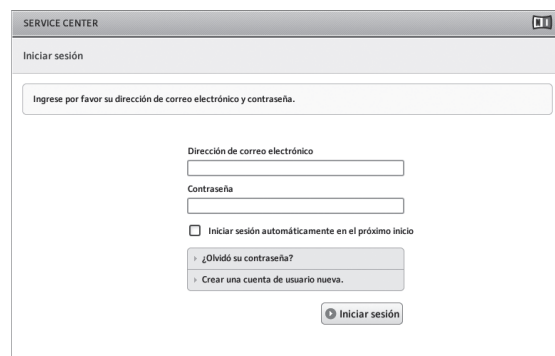 SERVICE CENTER
Iniciar sesión
Ingrese por favor su dirección de correo electrónico y contraseña.
Dirección de correo electrónico
Contraseña
Iniciar sesión automáticamente en el próximo inicio
¿Olvidó su contraseña?
Crear una cuenta de usuario nueva.
Iniciar sesión